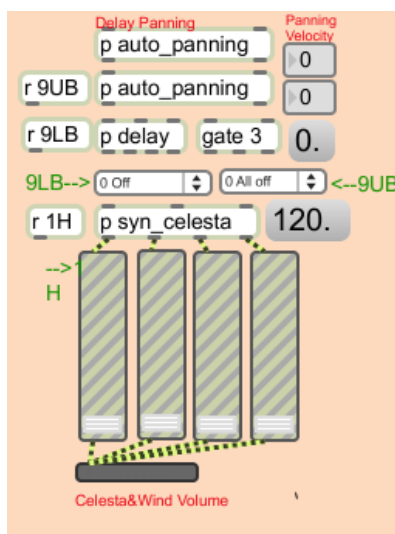 Delay Panning
Panning
Velocity
p auto_panning
0
r 9UB
p auto_panning
0
r 9LB
p delay
gate 3
0.
9LB-->
0 Off
0 All off
<--9UB
r 1H
p syn_celesta
120.
-->1
H
Celesta&Wind Volume